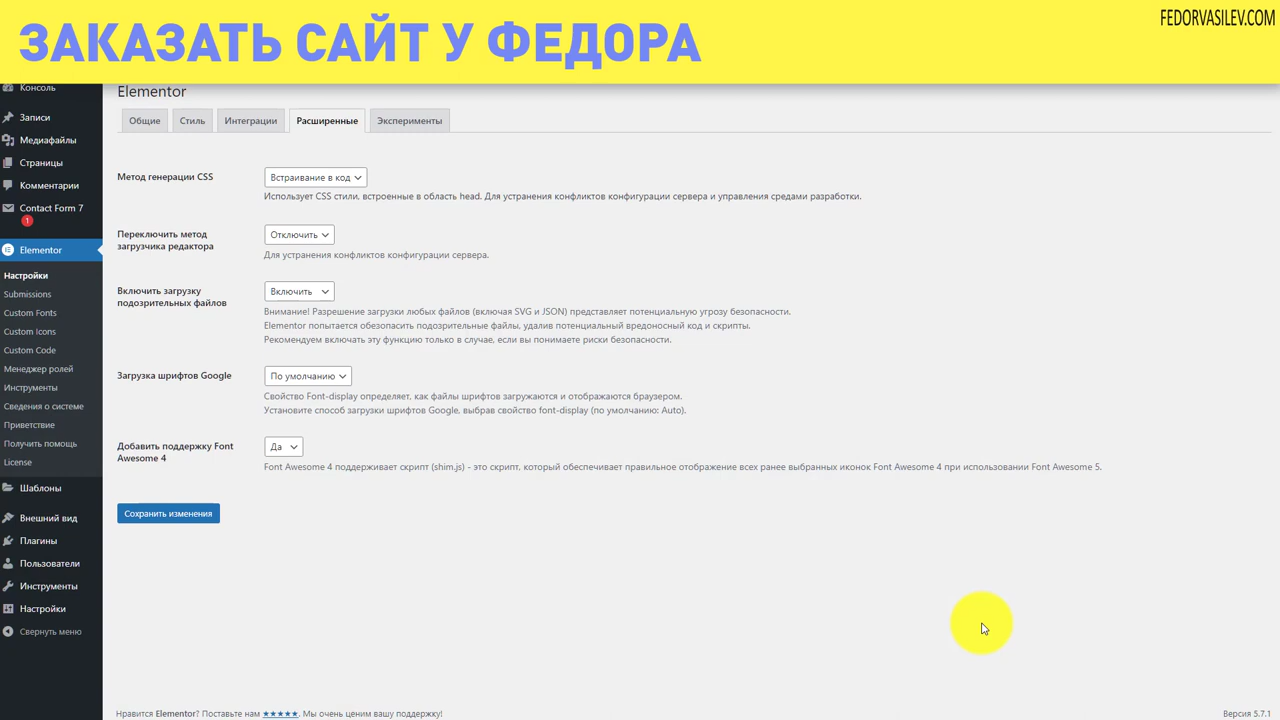 ЗАКАЗАТЬ САЙТ У ФЕДОРА
FEDORVASILEV.COM
Консоль
Записи
Медиафайлы
Страницы
Комментарии
Contact Form 7
1
Elementor
Настройки
Submissions
Custom Fonts
Custom Icons
Custom Code
Менеджер ролей
Инструменты
Сведения о системе
Приветствие
Получить помощь
License
Шаблоны
Внешний вид
Плагины
Пользователи
Инструменты
Настройки
Свернуть меню
Elementor
Общие
Стиль
Интеграции
Расширенные
Эксперименты
Метод генерации CSS
Встраивание в код
Использует CSS стили, встроенные в область head. Для устранения конфликтов конфигурации сервера и управления средами разработки.
Переключить метод
загрузчика редактора
Отключить
Для устранения конфликтов конфигурации сервера.
Включить загрузку
подозрительных файлов
Включить
Внимание! Разрешение загрузки любых файлов (включая SVG и JSON) представляет потенциальную угрозу безопасности.
Elementor попытается обезопасить подозрительные файлы, удалив потенциальный вредоносный код и скрипты.
Рекомендуем включать эту функцию только в случае, если вы понимаете риски безопасности.
Загрузка шрифтов Google
По умолчанию
Свойство Font-display определяет, как файлы шрифтов загружаются и отображаются браузером.
Установите способ загрузки шрифтов Google, выбрав свойство font-display (по умолчанию: Auto).
Добавить поддержку Font
Awesome 4
Да
Font Awesome 4 поддерживает скрипт (shim.js) - это скрипт, который обеспечивает правильное отображение всех ранее выбранных иконок Font Awesome 4 при использовании Font Awesome 5.
Сохранить изменения
Нравится Elementor? Поставьте нам ★★★★★. Мы очень ценим вашу поддержку!
Версия 5.7.1